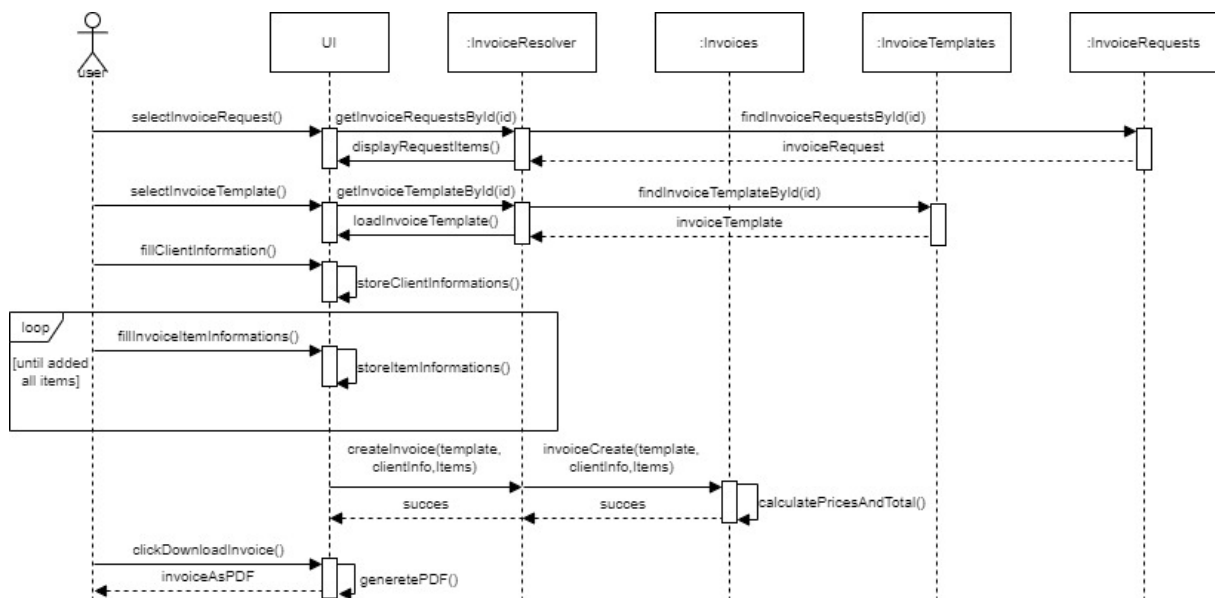 user
UI
:InvoiceResolver
:Invoices
:InvoiceTemplates
:InvoiceRequests
selectInvoiceRequest()
getInvoiceRequestsById(id)
findInvoiceRequestsById(id)
displayRequestItems()
invoiceRequest
selectInvoiceTemplate()
getInvoiceTemplateById(id)
findInvoiceTemplateById(id)
loadInvoiceTemplate()
invoiceTemplate
fillClientInformation()
storeClientInformations()
loop
fillInvoiceItemInformations()
[until added
all items]
storeItemInformations()
createInvoice(template,
clientInfo,Items)
invoiceCreate(template,
clientInfo,Items)
succes
succes
calculatePricesAndTotal()
clickDownloadInvoice()
invoiceAsPDF
generetePDF()